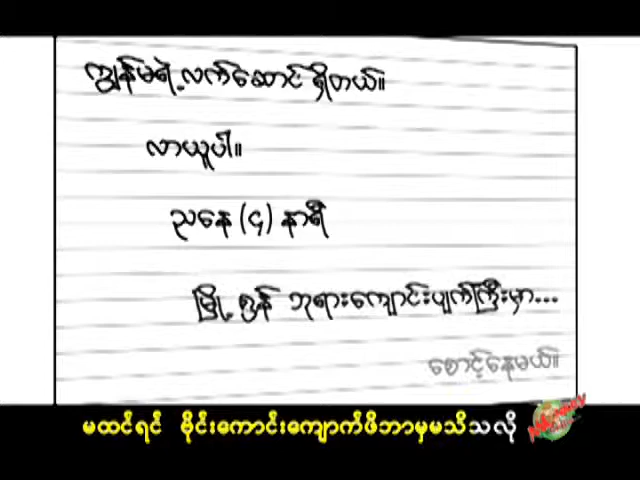 ကျွန်မရဲ့လက်ဆောင် ရှိတယ်။
လာယူပါ။
ညနေ (၄) နာရီ
မြို့စွန် ဘုရားကျောင်းပျက်ကြီးမှာ...
စောင့်နေမယ်။
မထင်ရင် ဗိုင်းကောင်းကျောက်ဖိဘာမှမသိသလို